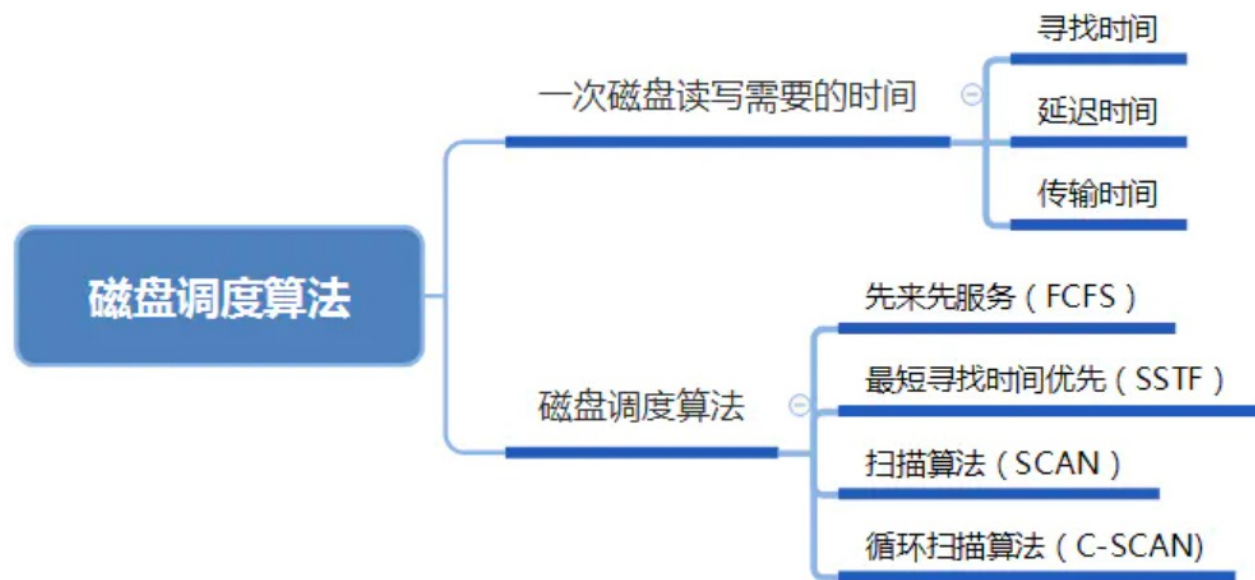 磁盘调度算法
一次磁盘读写需要的时间
寻找时间
延迟时间
传输时间
磁盘调度算法
先来先服务（FCFS）
最短寻找时间优先（SSTF）
扫描算法（SCAN）
循环扫描算法（C-SCAN)